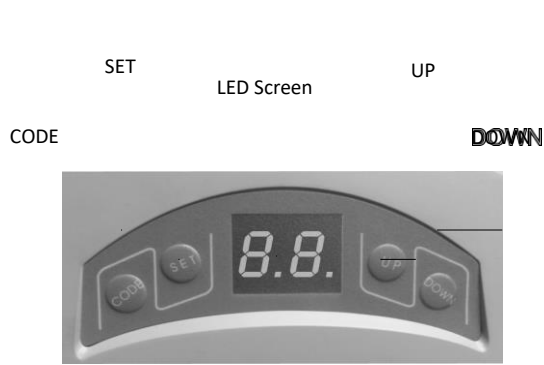 SET
UP
LED Screen
CODE
DOWN
8.8.
SET
UP
CODE
DOWN